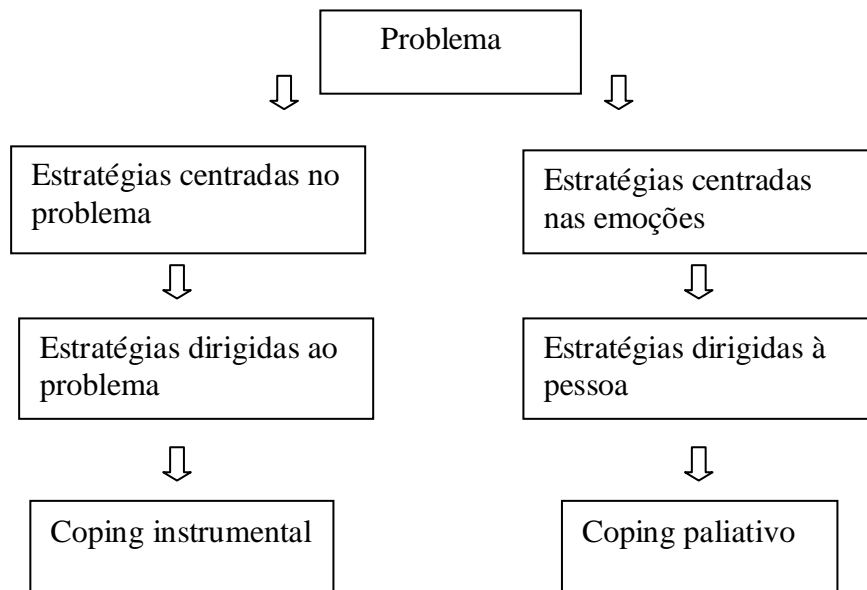 Problema
Estratégias centradas no
problema
Estratégias centradas
nas emoções
Estratégias dirigidas ao
problema
Estratégias dirigidas à
pessoa
Coping instrumental
Coping paliativo